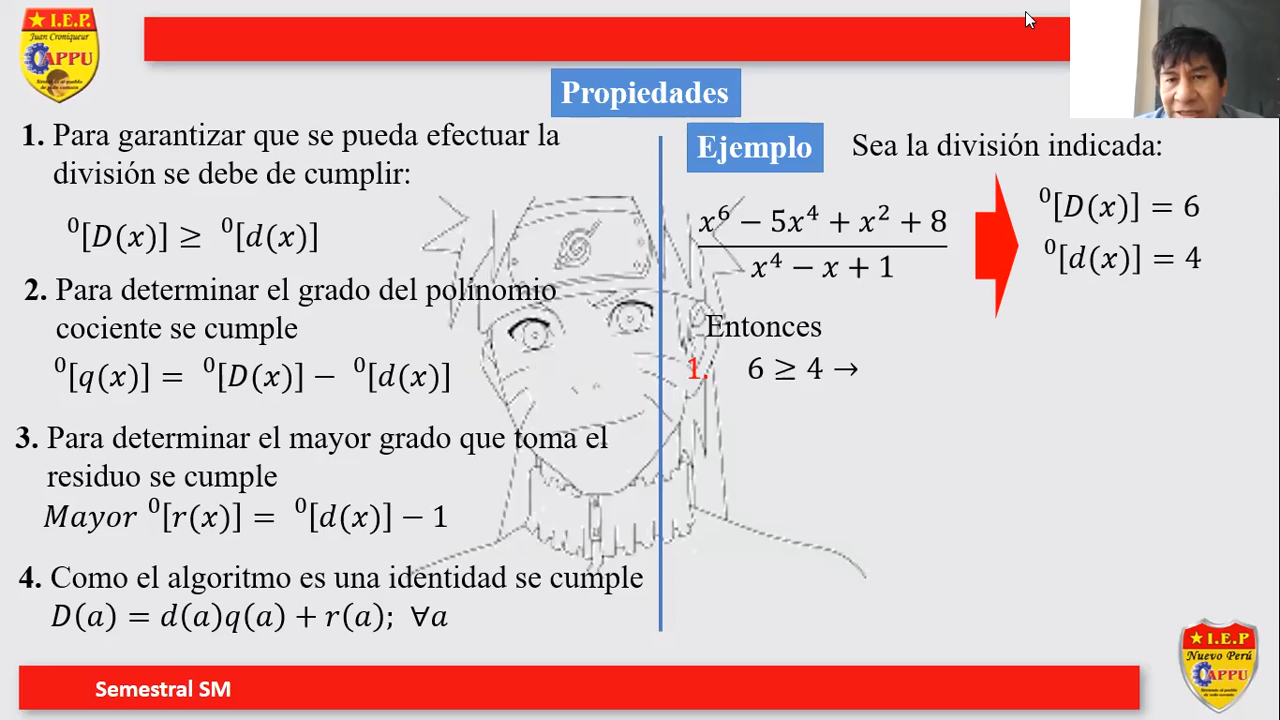 I.E.P.
Juan Croniqueur
APPU
Propiedades
1. Para garantizar que se pueda efectuar la
división se debe de cumplir:
⁰[D(x)] ≥ ⁰[d(x)]
2. Para determinar el grado del polinomio
cociente se cumple
⁰[q(x)] = ⁰[D(x)] − ⁰[d(x)]
3. Para determinar el mayor grado que toma el
residuo se cumple
Mayor ⁰[r(x)] = ⁰[d(x)] − 1
4. Como el algoritmo es una identidad se cumple
D(a) = d(a)q(a) + r(a); ∀a
Ejemplo
Sea la división indicada:
x⁶ − 5x⁴ + x² + 8
x⁴ − x + 1
⁰[D(x)] = 6
⁰[d(x)] = 4
Entonces
1. 6 ≥ 4 →
Semestral SM
I.E.P
Nuevo Perú
APPU